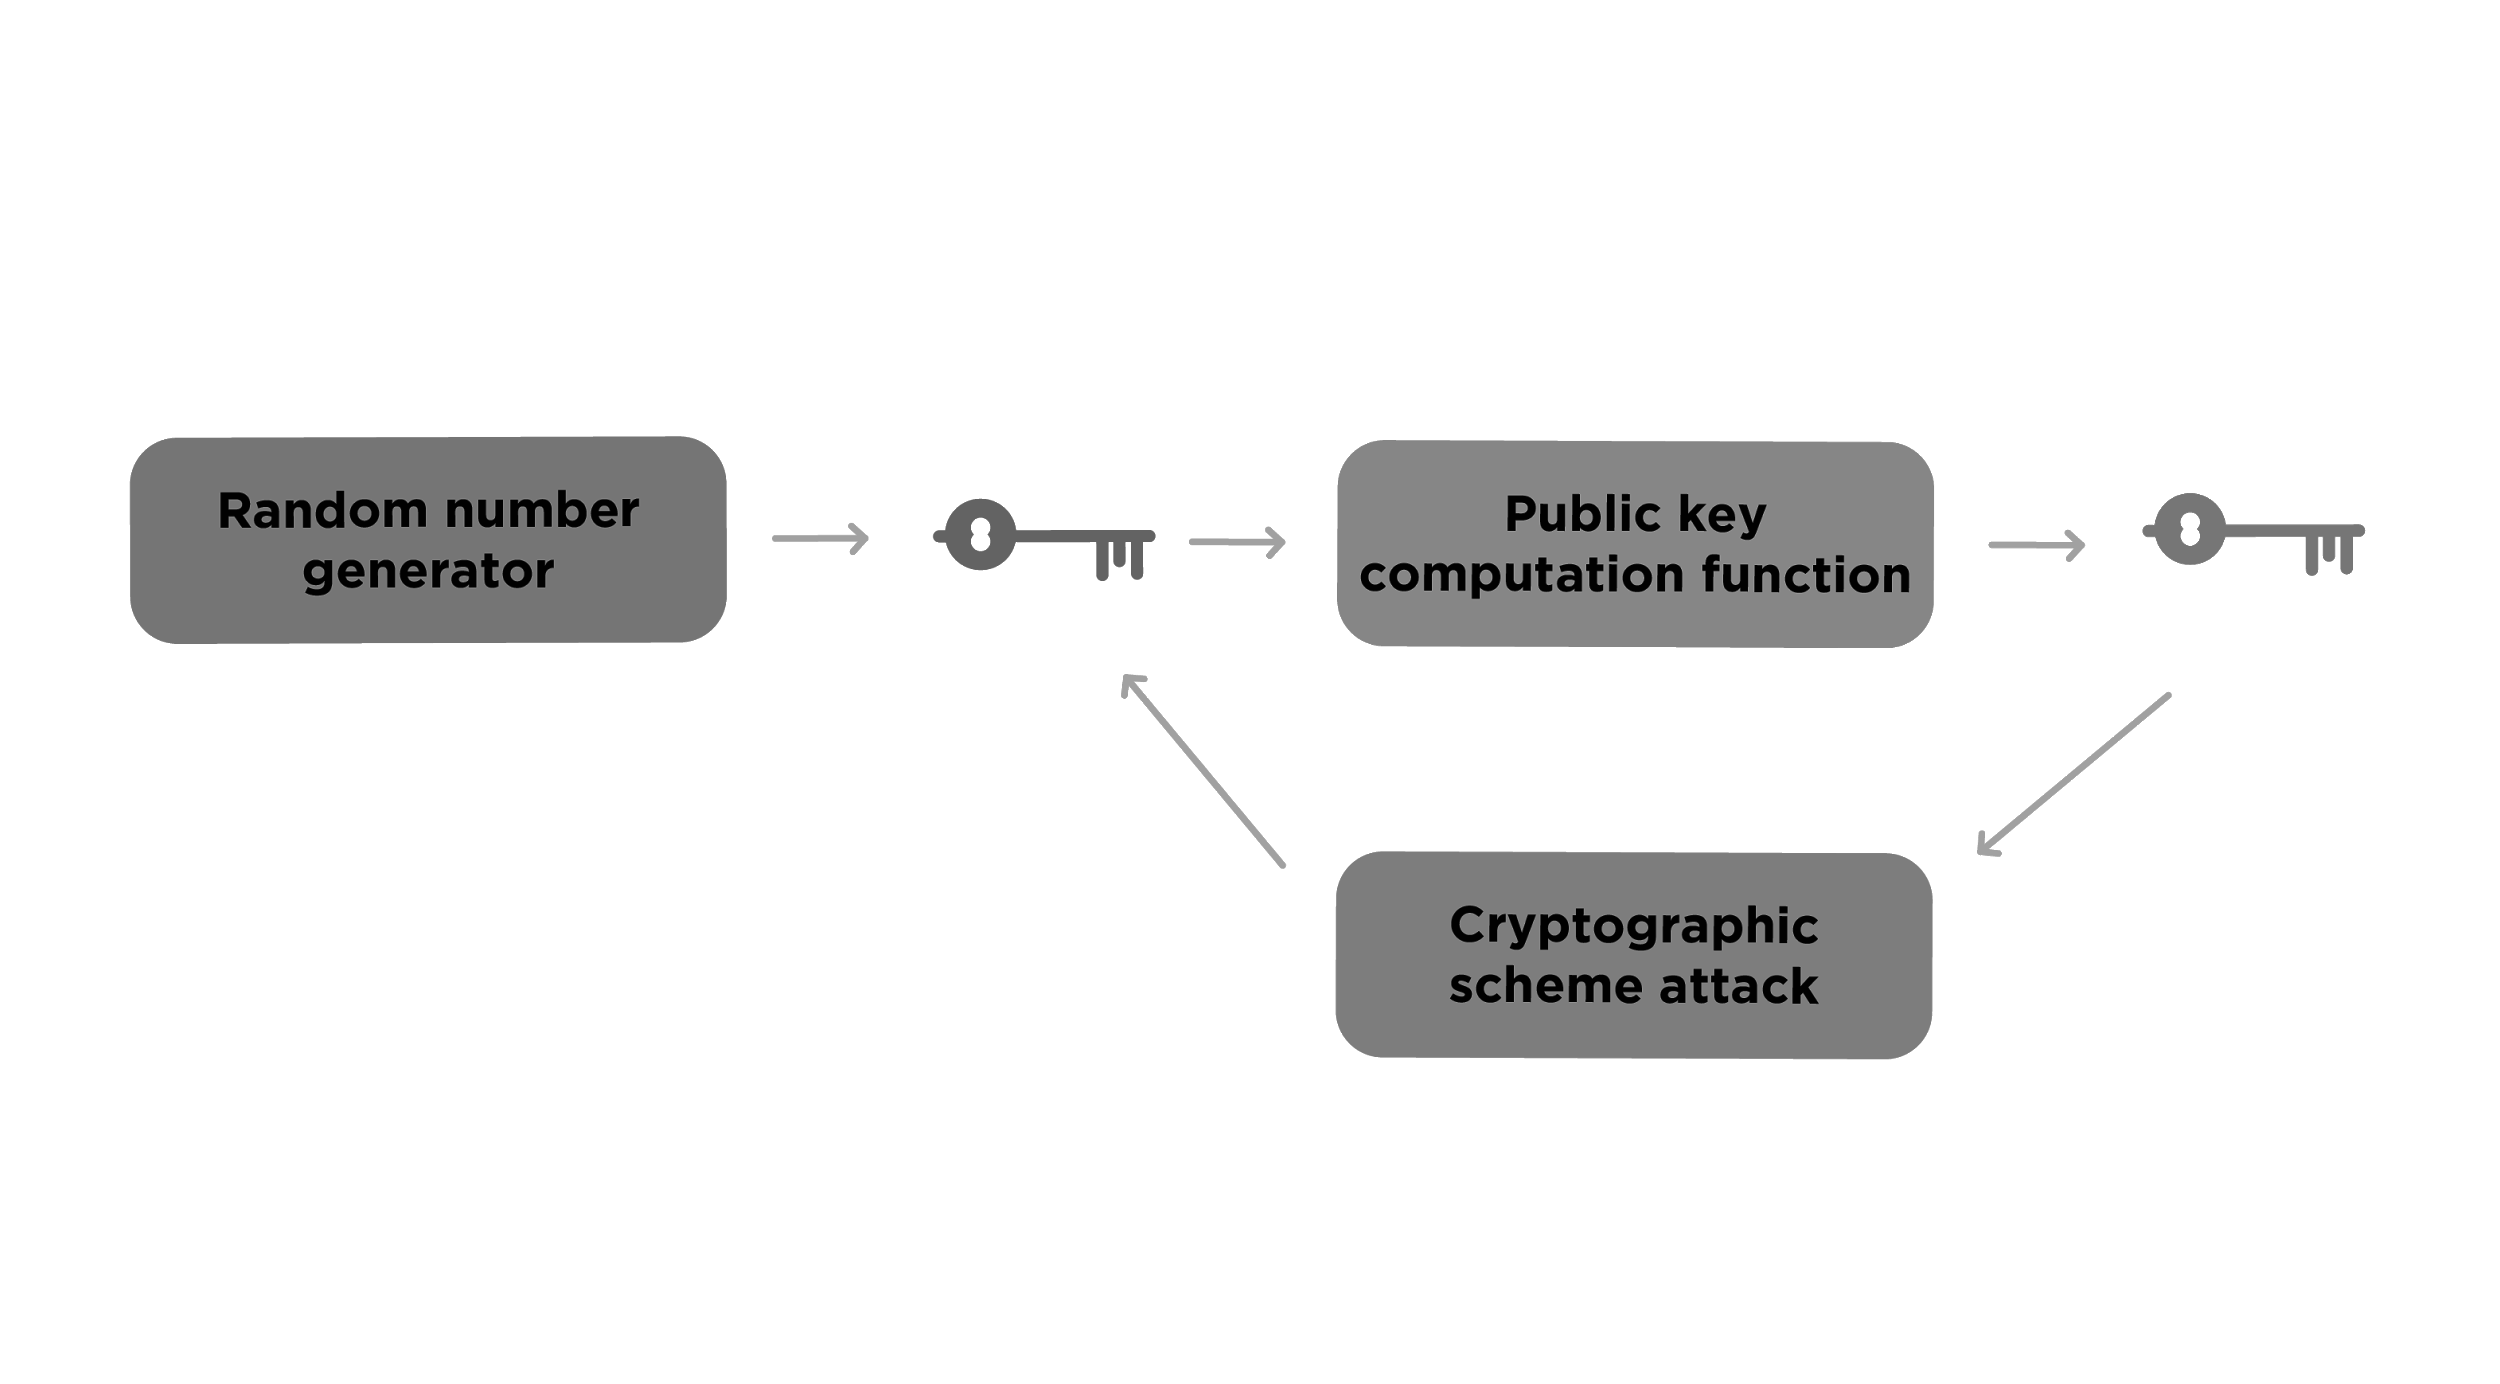 Random number
generator
Public key
computation function
Cryptographic
scheme attack